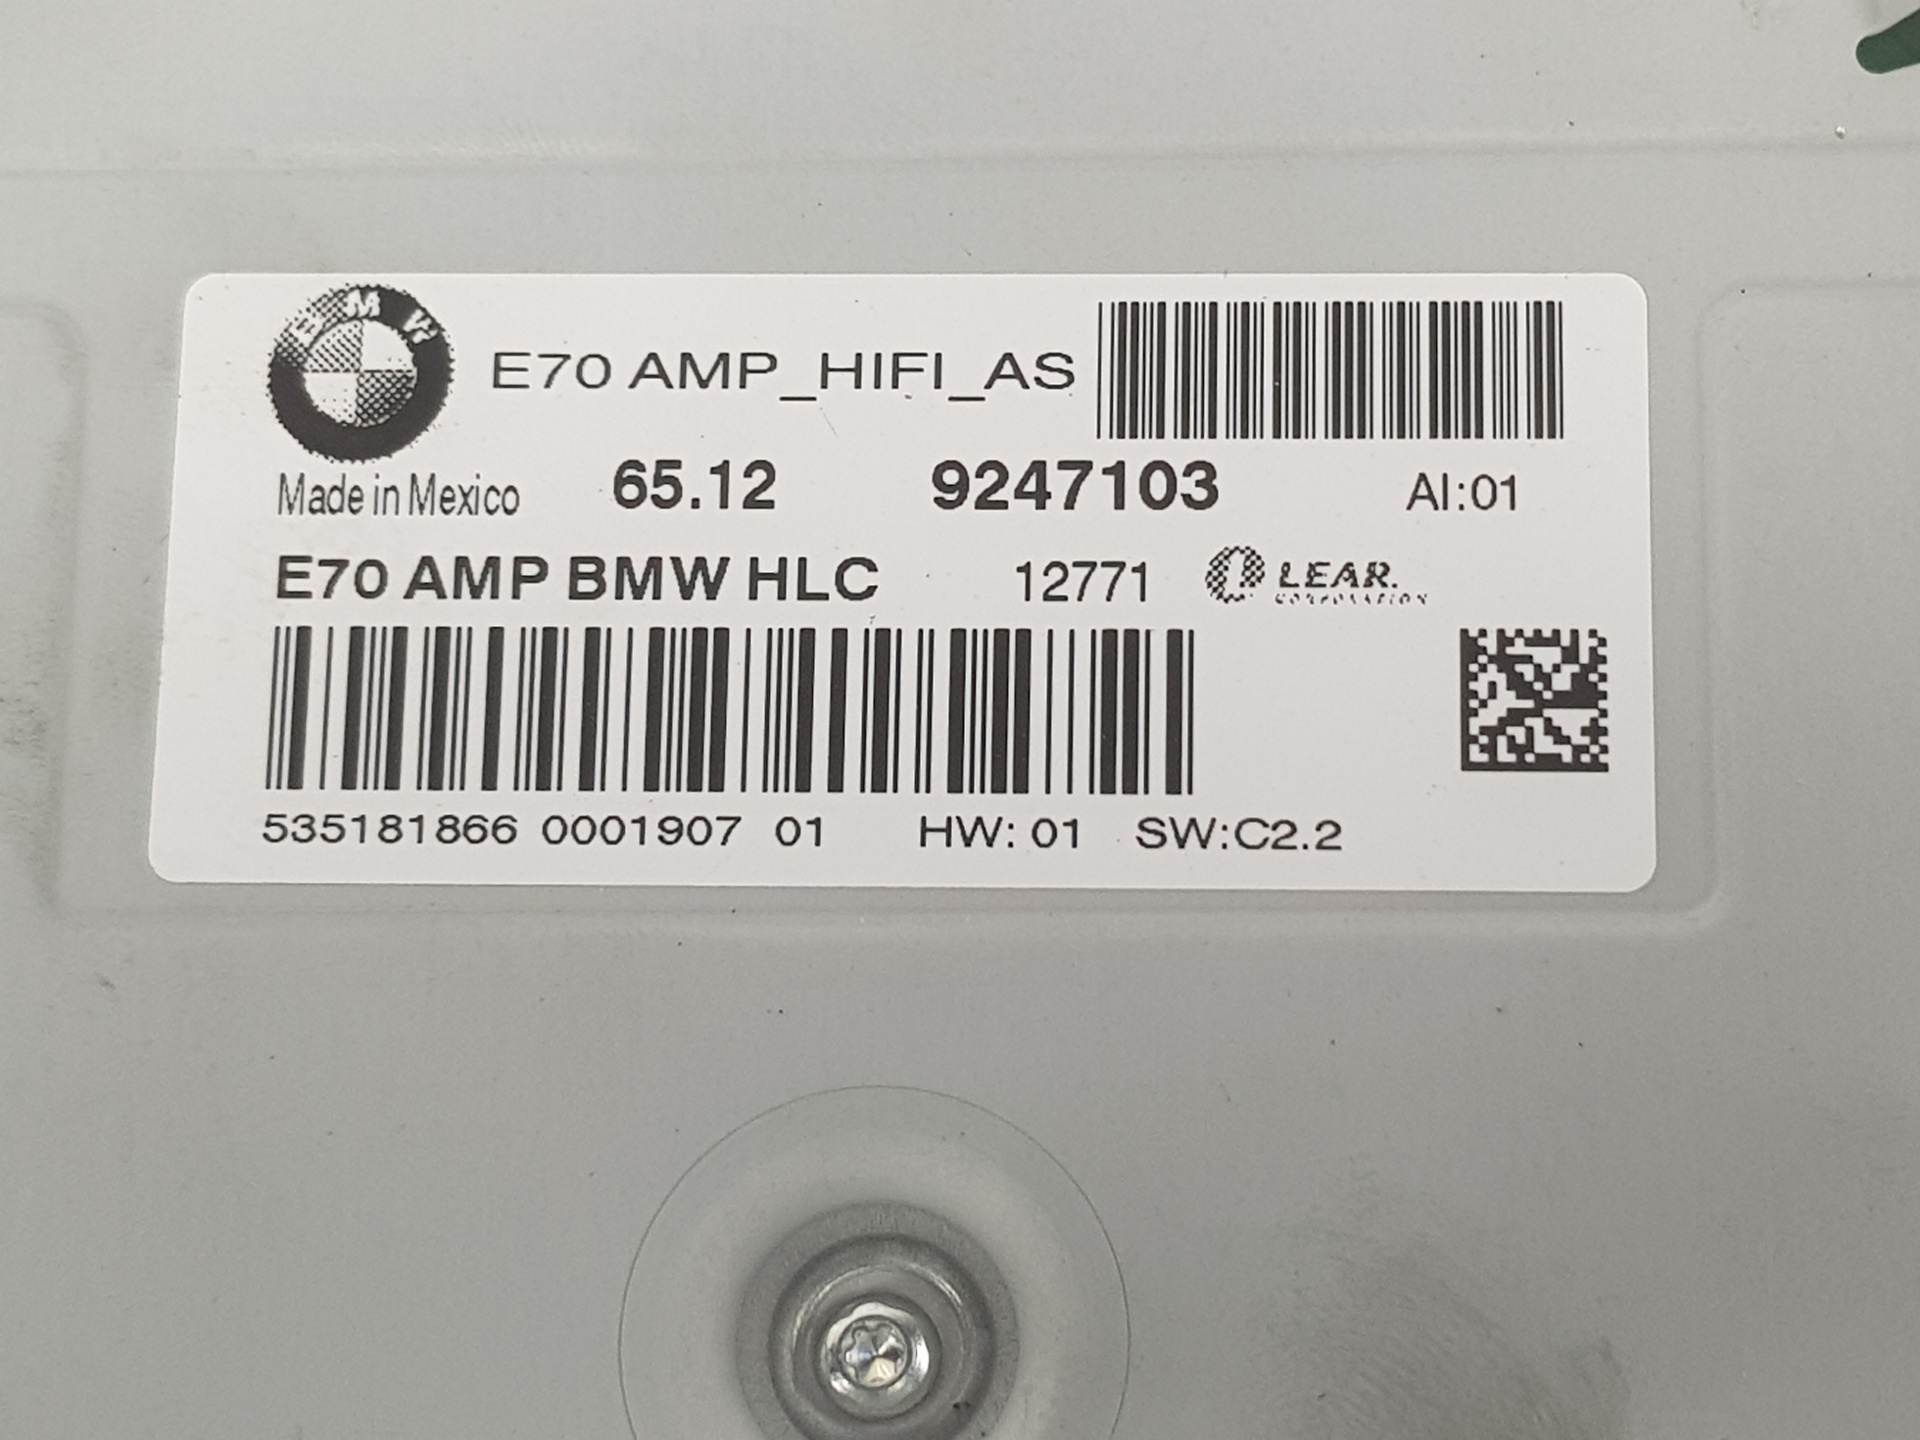 BMW
E70 AMP_HIFI_AS
Made in Mexico 65.12 9247103 AI:01
E70 AMP BMW HLC 12771 LEAR.
CORPORATION
535181866 0001907 01 HW: 01 SW:C2.2